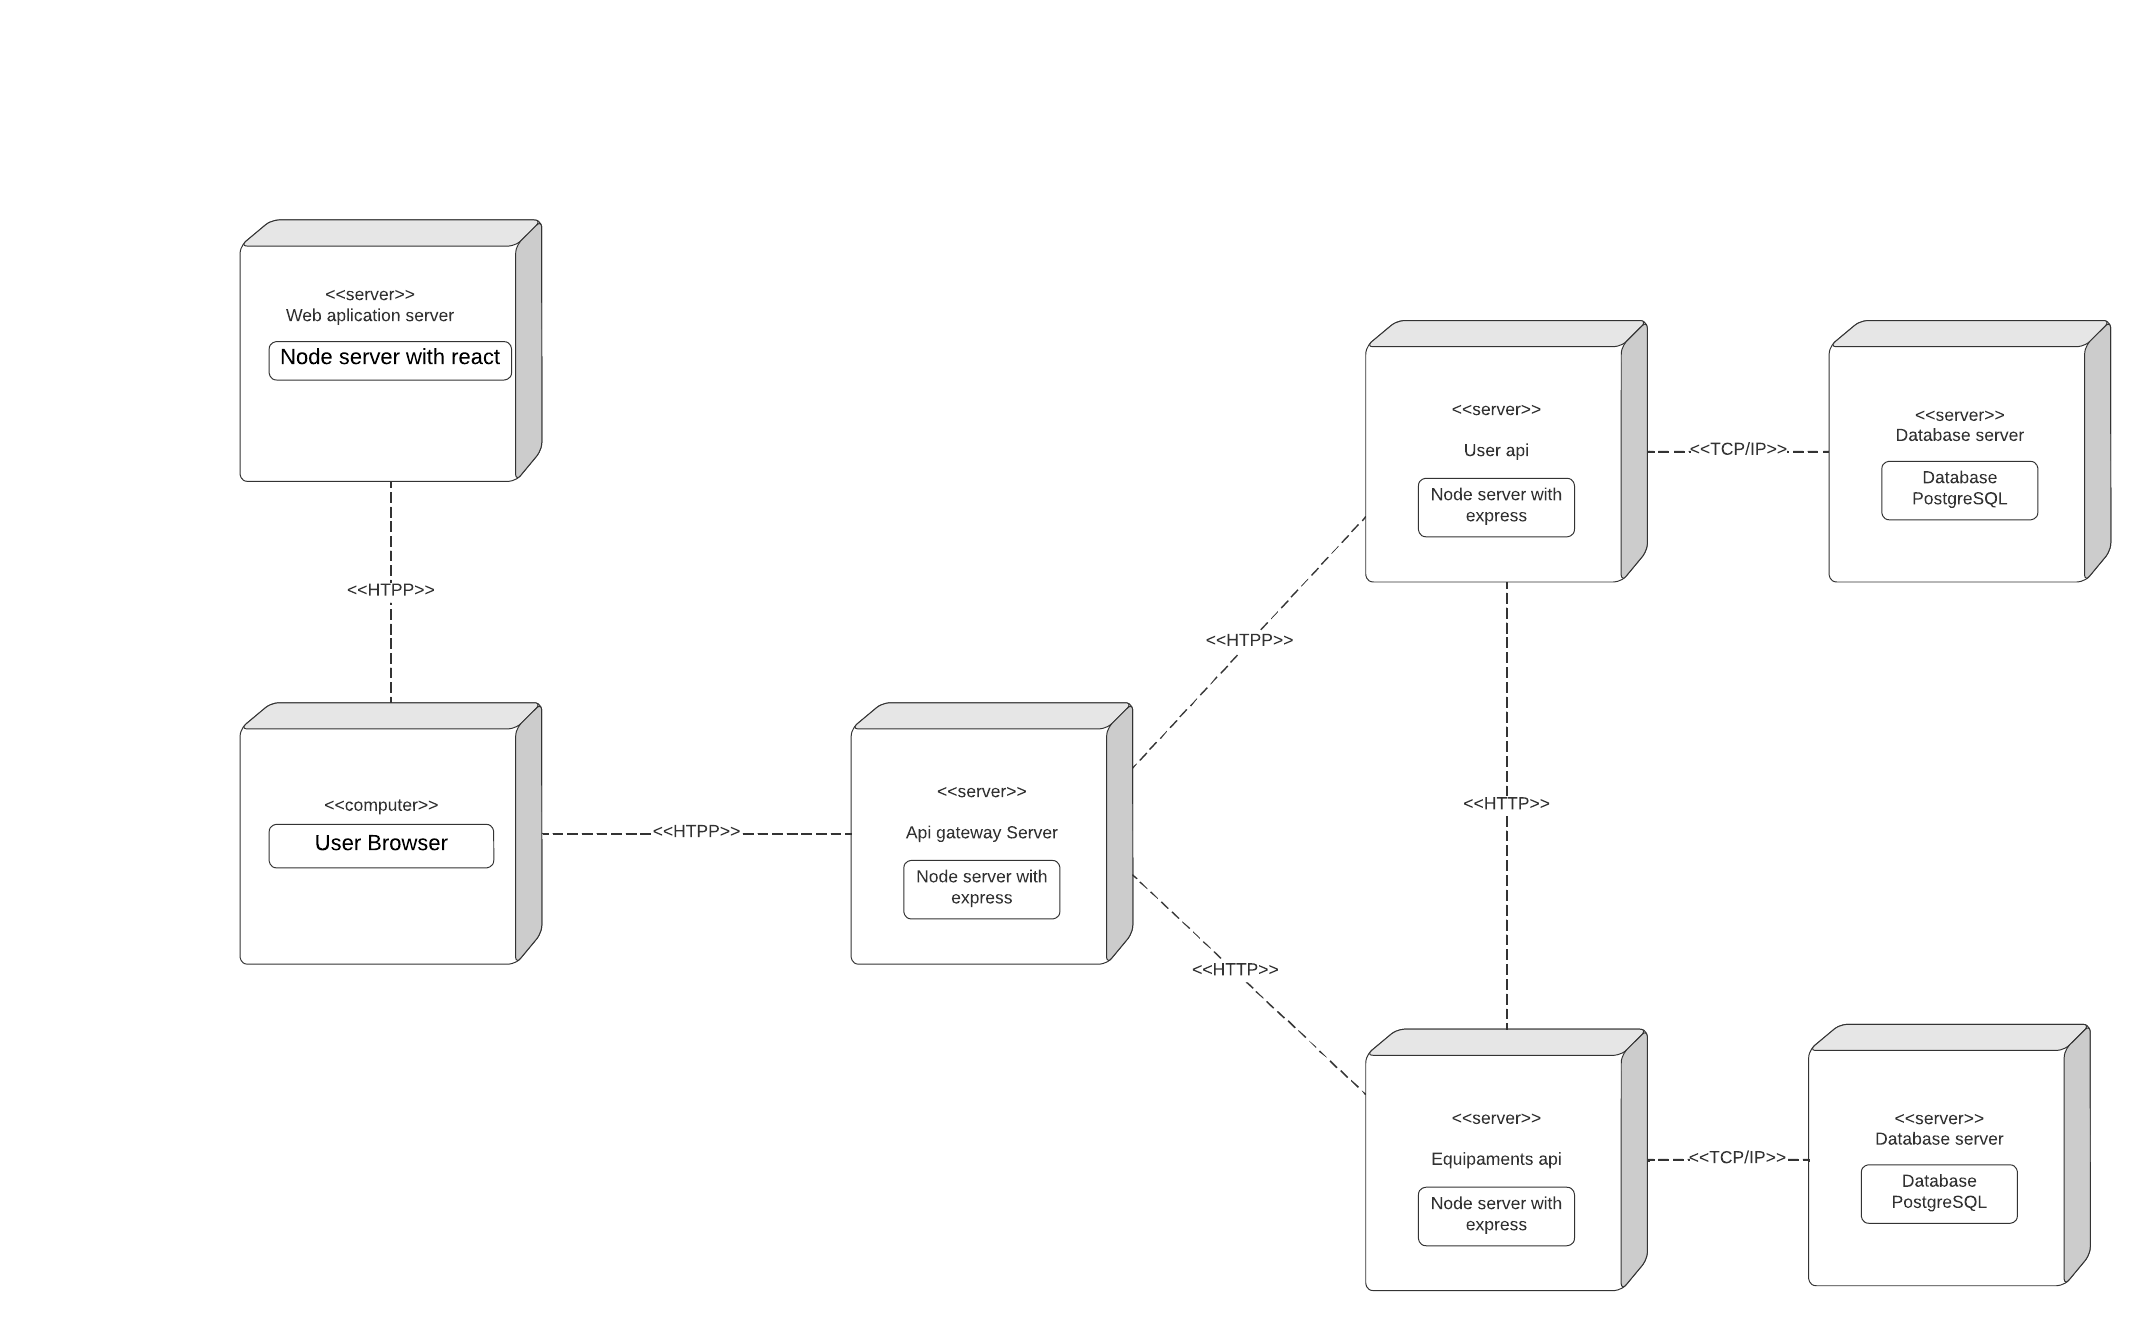 <<server>>
Web aplication server
Node server with react
<<HTPP>>
<<computer>>
User Browser
<<HTPP>>
<<server>>
Api gateway Server
Node server with
express
<<HTPP>>
<<HTTP>>
<<server>>
User api
Node server with
express
<<TCP/IP>>
<<server>>
Database server
Database
PostgreSQL
<<HTTP>>
<<server>>
Equipaments api
Node server with
express
<<TCP/IP>>
<<server>>
Database server
Database
PostgreSQL